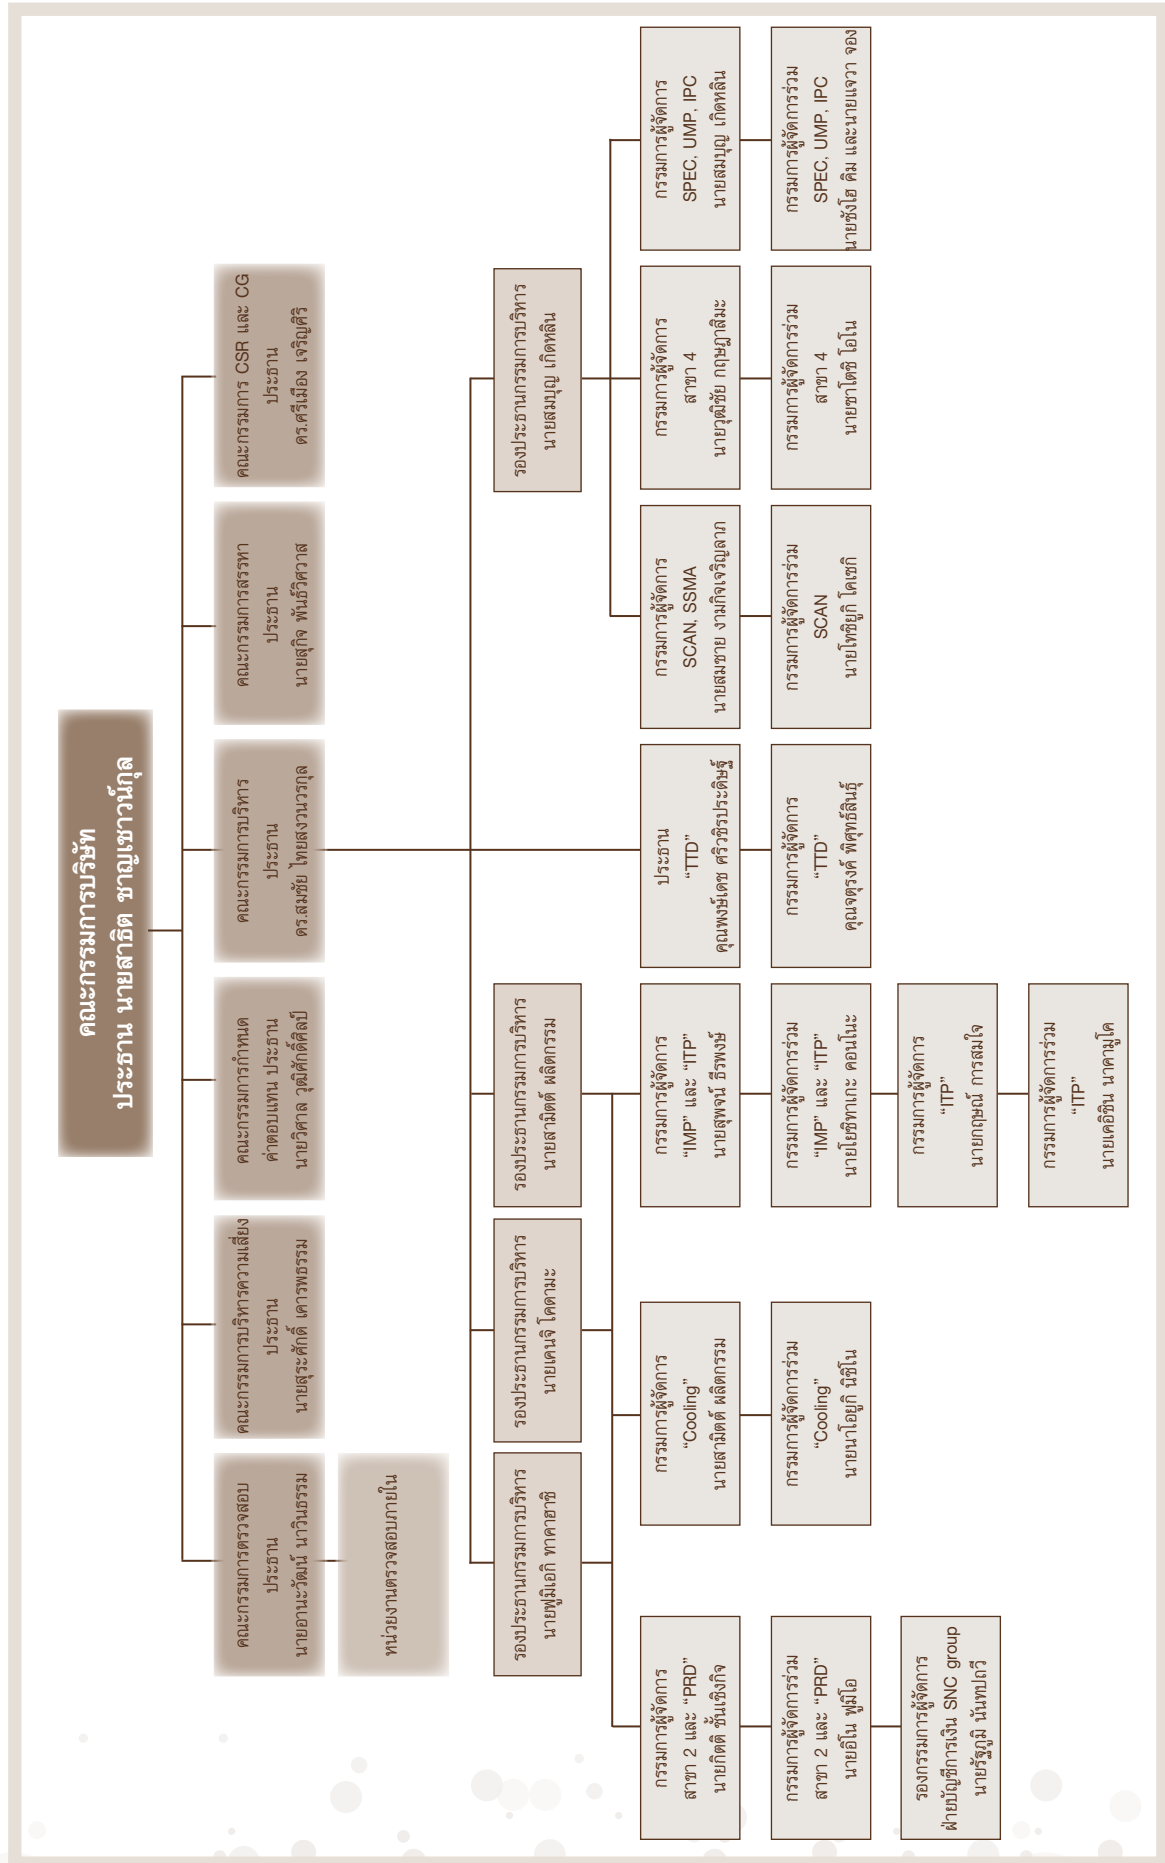 คณะกรรมการบริษัท
ประธาน นายสาธิต ชาญเชาวน์กุล
คณะกรรมการตรวจสอบ
ประธาน
นายอานะวัฒน์ นาวินธรรม
หน่วยงานตรวจสอบภายใน
คณะกรรมการบริหารความเสี่ยง
ประธาน
นายสุระศักดิ์ เคารพธรรม
คณะกรรมการกำหนด
ค่าตอบแทน ประธาน
นายวิศาล วุฒิศักดิ์ศิลป์
คณะกรรมการบริหาร
ประธาน
ดร.สมชัย ไทยสงวนวรกุล
คณะกรรมการสรรหา
ประธาน
นายสุกิจ พันธ์วิศวาส
คณะกรรมการ CSR และ CG
ประธาน
ดร.ศรีเมือง เจริญศิริ
รองประธานกรรมการบริหาร
นายฟูมิเอกิ ทาคาฮาชิ
รองประธานกรรมการบริหาร
นายเคนจิ โคดามะ
รองประธานกรรมการบริหาร
นายสามิตต์ ผลิตกรรม
รองประธานกรรมการบริหาร
นายสมบุญ เกิดหลิน
กรรมการผู้จัดการ
สาขา 2 และ “PRD”
นายกิตติ ชั้นเชิงกิจ
กรรมการผู้จัดการร่วม
สาขา 2 และ “PRD”
นายอิโน ฟูมิโอ
รองกรรมการผู้จัดการ
ฝ่ายบัญชีการเงิน SNC group
นายรัฐภูมิ นันทปถวี
กรรมการผู้จัดการ
“Cooling”
นายสามิตต์ ผลิตกรรม
กรรมการผู้จัดการร่วม
“Cooling”
นายนาโอยูกิ นิชิโน
กรรมการผู้จัดการ
“IMP” และ “ITP”
นายสุพจน์ ธีรพงษ์
กรรมการผู้จัดการร่วม
“IMP” และ “ITP”
นายโยชิทาเกะ คอนโนะ
กรรมการผู้จัดการ
“ITP”
นายกฤษณ์ การสมใจ
กรรมการผู้จัดการร่วม
“ITP”
นายเคอิชิน นาคามูโค
ประธาน
“TTD”
คุณพงษ์เดช ศรีวชิรประดิษฐ์
กรรมการผู้จัดการ
“TTD”
คุณจตุรงค์ พิศุทธ์สินธุ์
กรรมการผู้จัดการ
SCAN, SSMA
นายสมชาย งามกิจเจริญลาภ
กรรมการผู้จัดการร่วม
SCAN
นายโทชิยูกิ โคเซกิ
กรรมการผู้จัดการ
สาขา 4
นายวุฒิชัย กฤษฎาสิมะ
กรรมการผู้จัดการร่วม
สาขา 4
นายซาโตชิ โอโน
กรรมการผู้จัดการ
SPEC, UMP, IPC
นายสมบุญ เกิดหลิน
กรรมการผู้จัดการร่วม
SPEC, UMP, IPC
นายซังโฮ คิม และนายแจวา จอง